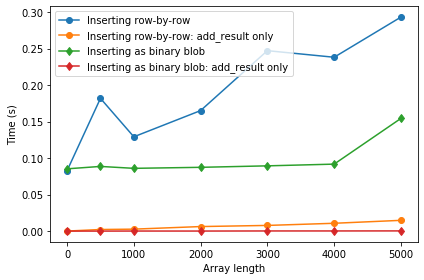 Inserting row-by-row
Inserting row-by-row: add_result only
Inserting as binary blob
Inserting as binary blob: add_result only
0.30
0.25
0.20
0.15
0.10
0.05
0.00
Time (s)
0 1000 2000 3000 4000 5000
Array length